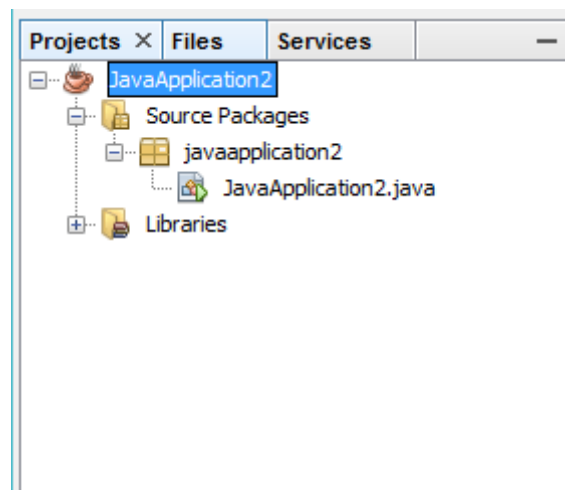 Projects Files Services
JavaApplication2
Source Packages
javaapplication2
JavaApplication2.java
Libraries